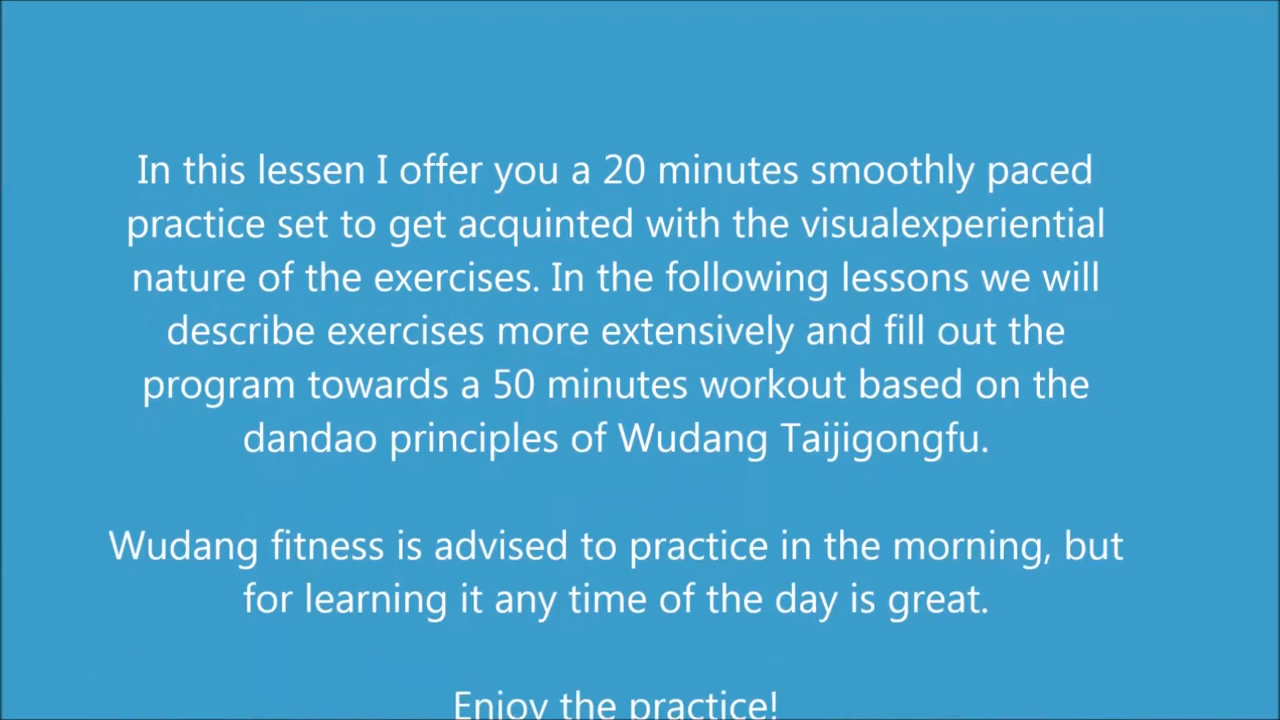 In this lessen I offer you a 20 minutes smoothly paced
practice set to get acquinted with the visualexperiential
nature of the exercises. In the following lessons we will
describe exercises more extensively and fill out the
program towards a 50 minutes workout based on the
dandao principles of Wudang Taijigongfu.
Wudang fitness is advised to practice in the morning, but
for learning it any time of the day is great.
Enjoy the practice!